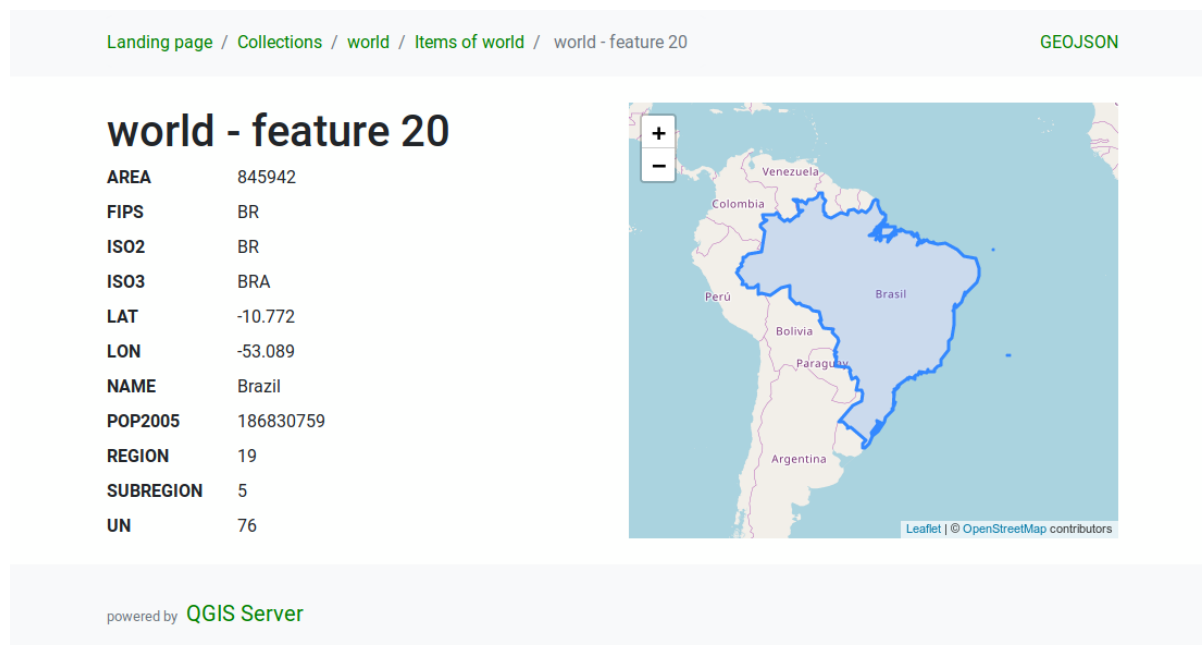 Landing page / Collections / world / Items of world / world - feature 20 GEOJSON
world - feature 20
AREA 845942
FIPS BR
ISO2 BR
ISO3 BRA
LAT -10.772
LON -53.089
NAME Brazil
POP2005 186830759
REGION 19
SUBREGION 5
UN 76
+
−
Venezuela
Colombia
Perú
Brasil
Bolivia
Paraguay
Argentina
Leaflet | © OpenStreetMap contributors
powered by QGIS Server